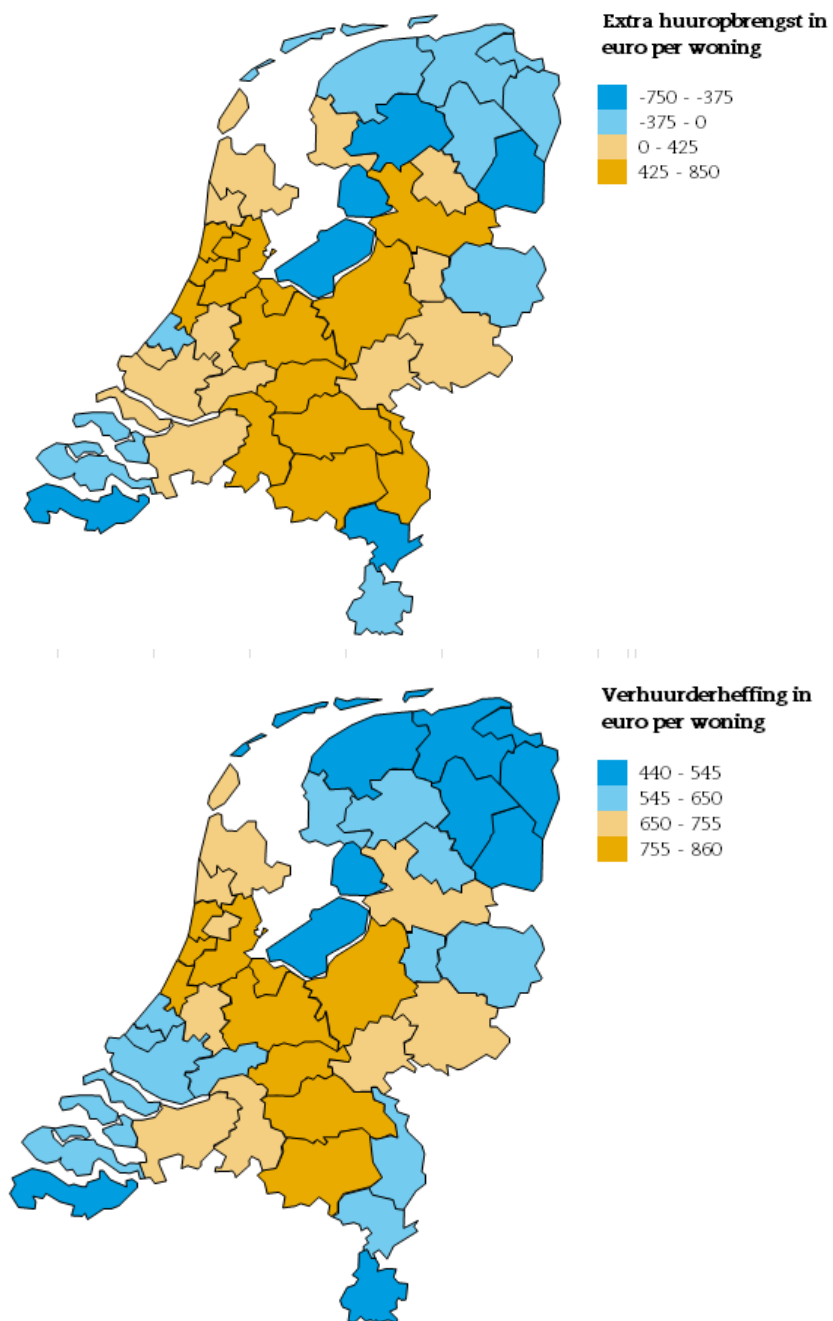 Extra huuropbrengst in
euro per woning
-750 - -375
-375 - 0
0 - 425
425 - 850
Verhuurderheffing in
euro per woning
440 - 545
545 - 650
650 - 755
755 - 860